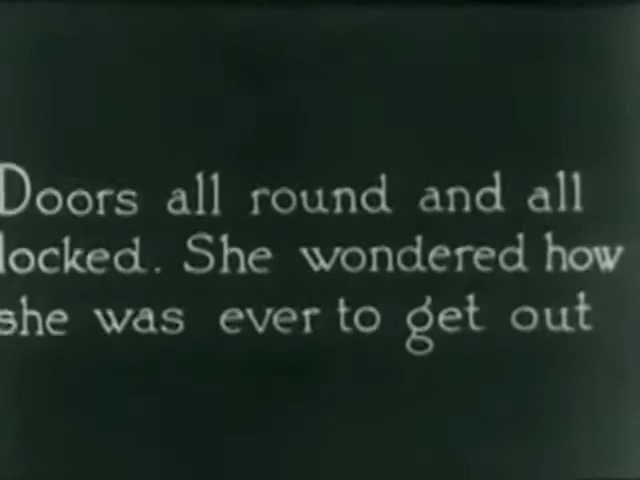 Doors all round and all
locked. She wondered how
she was ever to get out